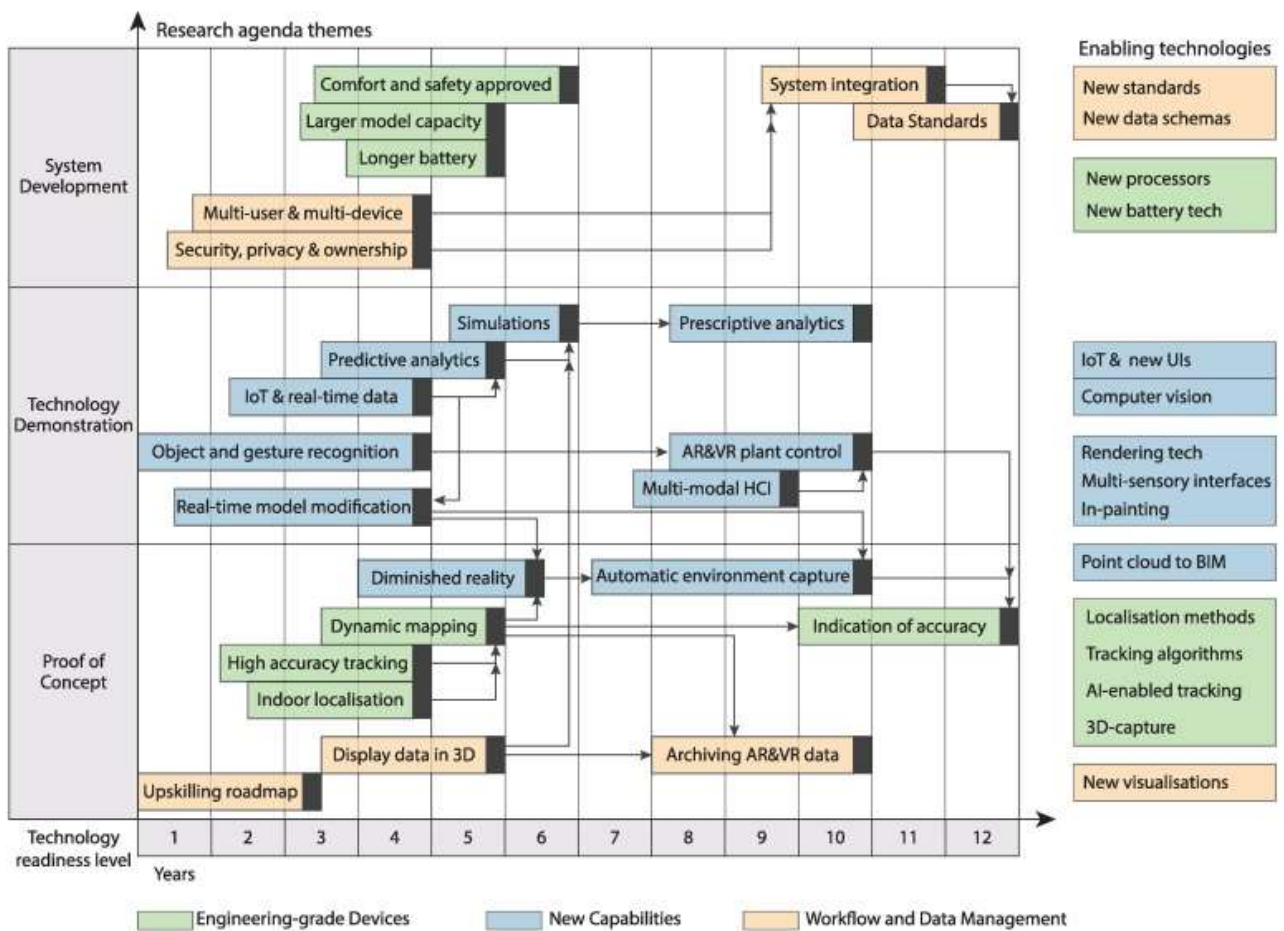 Research agenda themes
Enabling technologies
System
Development
Comfort and safety approved
Larger model capacity
Longer battery
Multi-user & multi-device
Security, privacy & ownership
System integration
Data Standards
New standards
New data schemas
New processors
New battery tech
Technology
Demonstration
Simulations
Prescriptive analytics
Predictive analytics
IoT & real-time data
Object and gesture recognition
AR&VR plant control
Multi-modal HCI
Real-time model modification
IoT & new UIs
Computer vision
Rendering tech
Multi-sensory interfaces
In-painting
Proof of
Concept
Diminished reality
Automatic environment capture
Dynamic mapping
Indication of accuracy
High accuracy tracking
Indoor localisation
Display data in 3D
Archiving AR&VR data
Upskilling roadmap
Point cloud to BIM
Localisation methods
Tracking algorithms
AI-enabled tracking
3D-capture
New visualisations
Technology
readiness level
1 2 3 4 5 6 7 8 9 10 11 12
Years
Engineering-grade Devices
New Capabilities
Workflow and Data Management